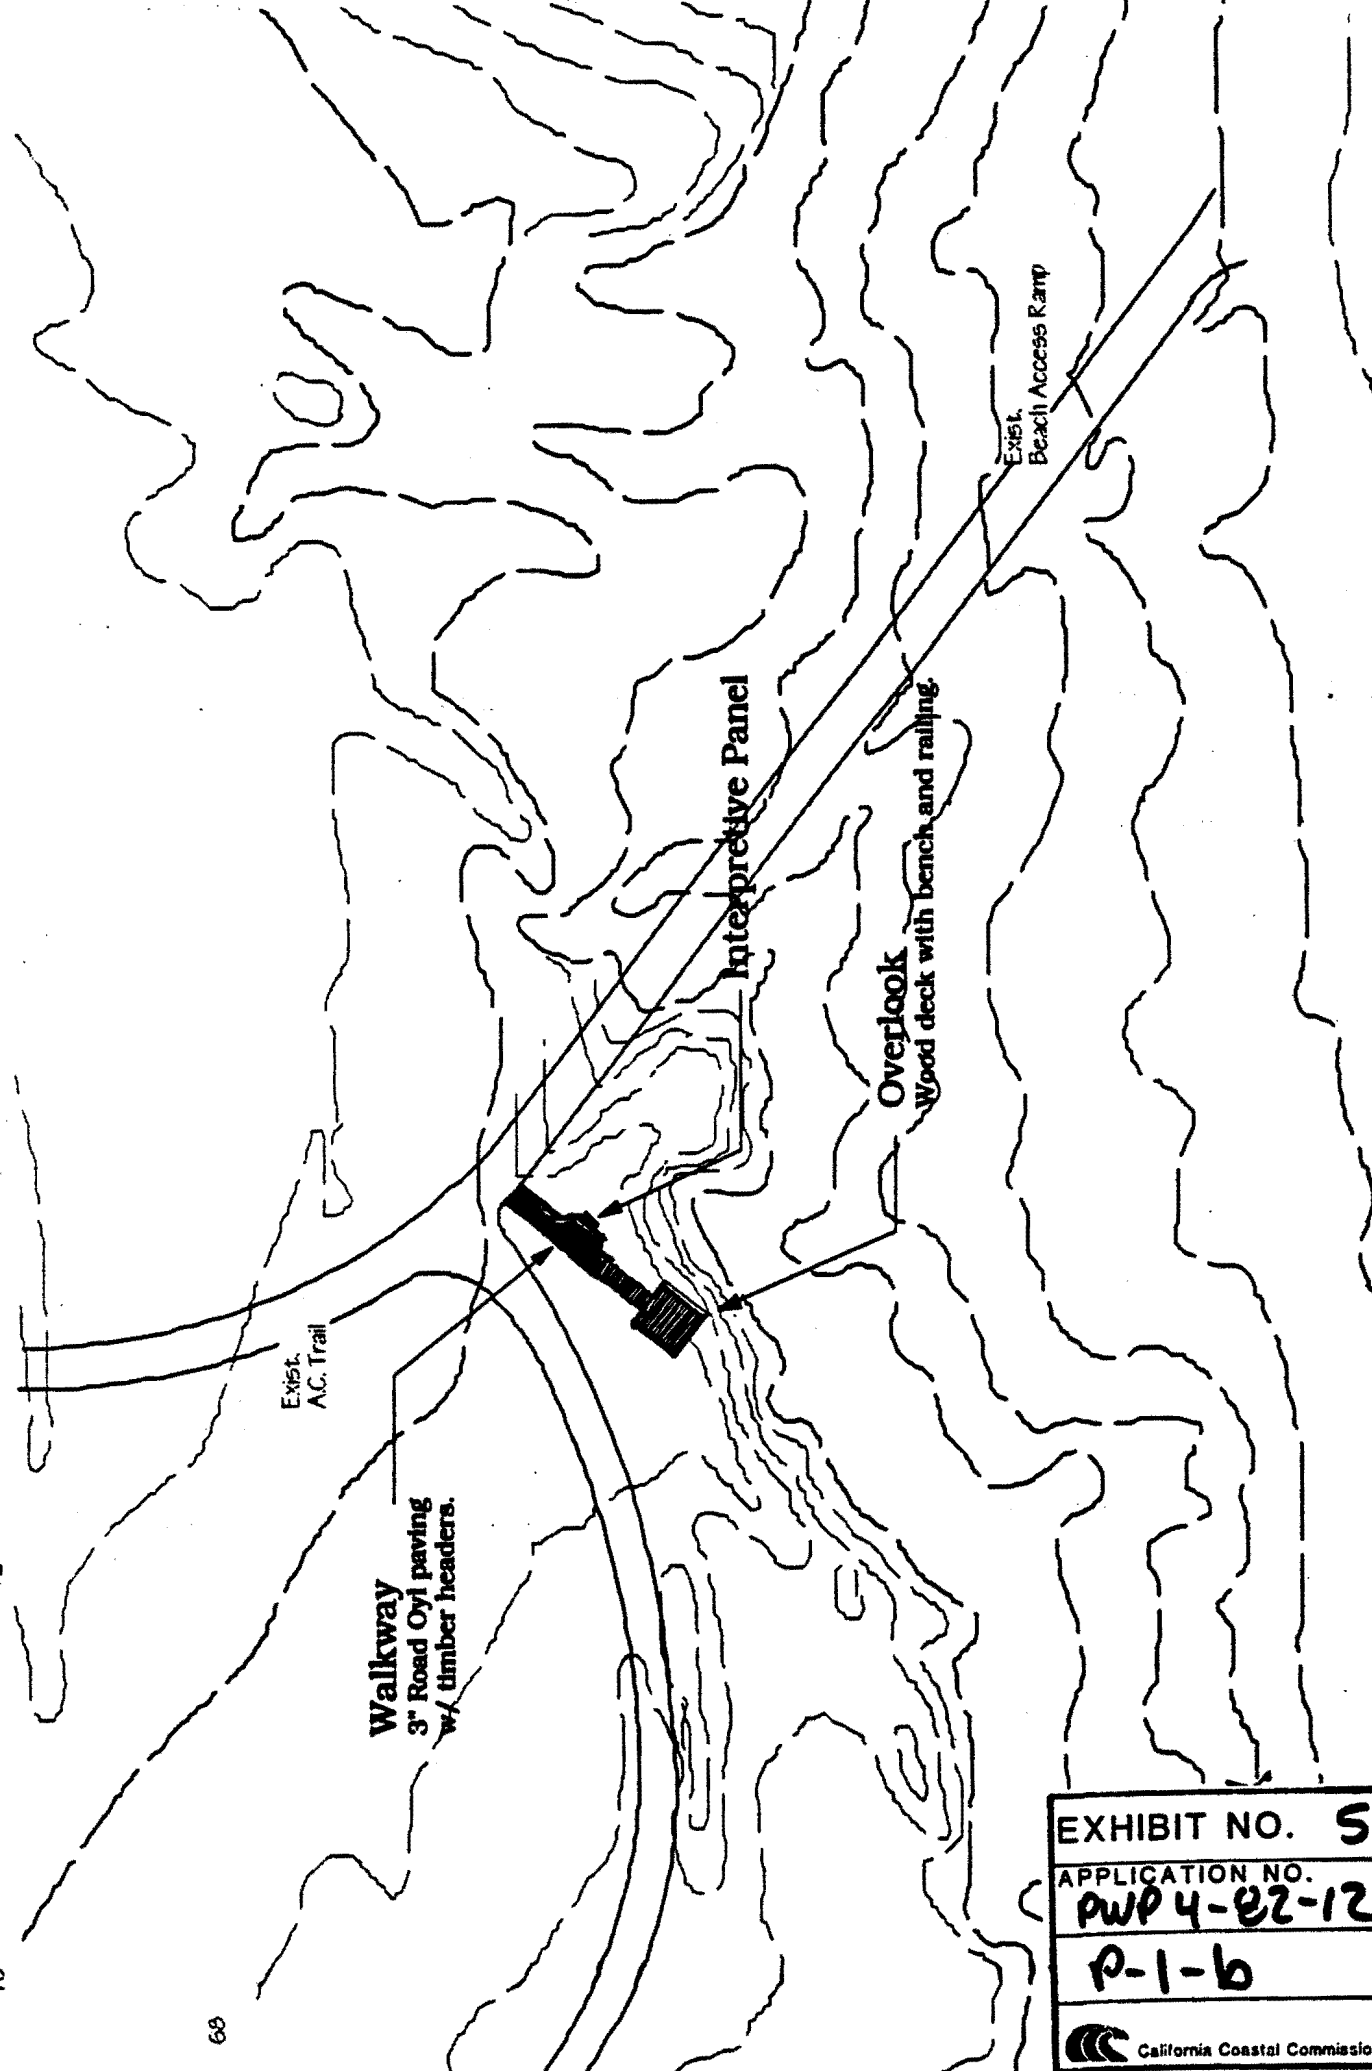 Exist.
A.C. Trail
Walkway
3" Road Oyl paving
w/ timber headers.
Interpretive Panel
Overlook
Wood deck with bench and railing.
Exist.
Beach Access Ramp
68
EXHIBIT NO. 5
APPLICATION NO.
PWP 4-82-12
P-1-b
California Coastal Commissio